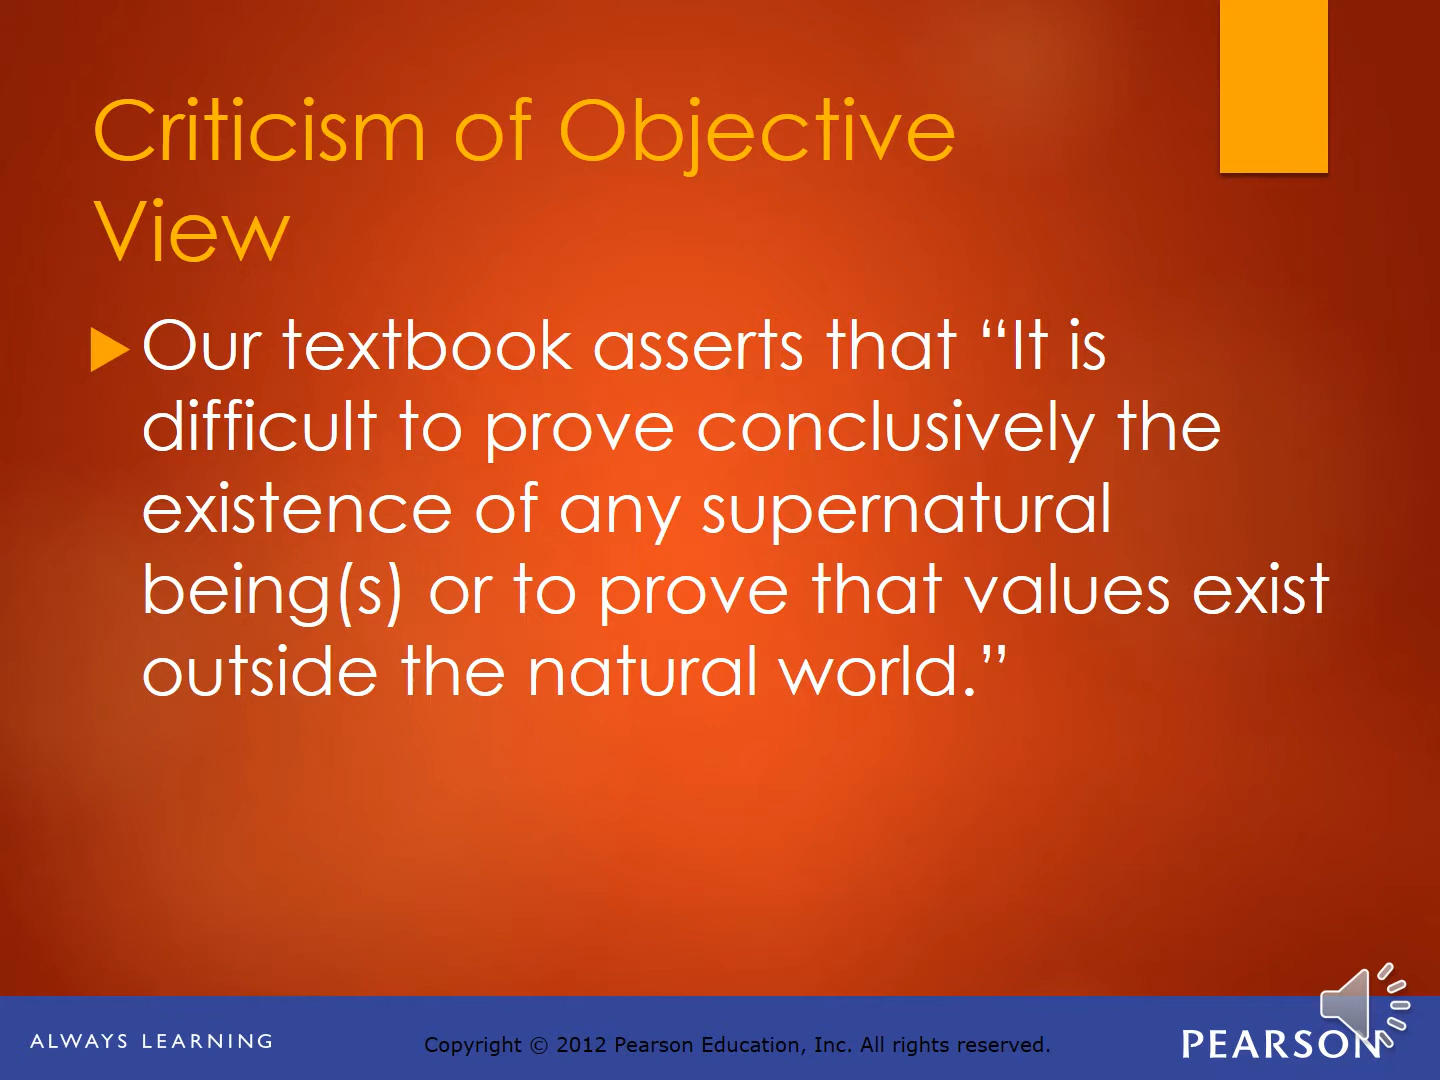 Criticism of Objective
View
Our textbook asserts that “It is
difficult to prove conclusively the
existence of any supernatural
being(s) or to prove that values exist
outside the natural world.”
ALWAYS LEARNING
Copyright © 2012 Pearson Education, Inc. All rights reserved.
PEARSON